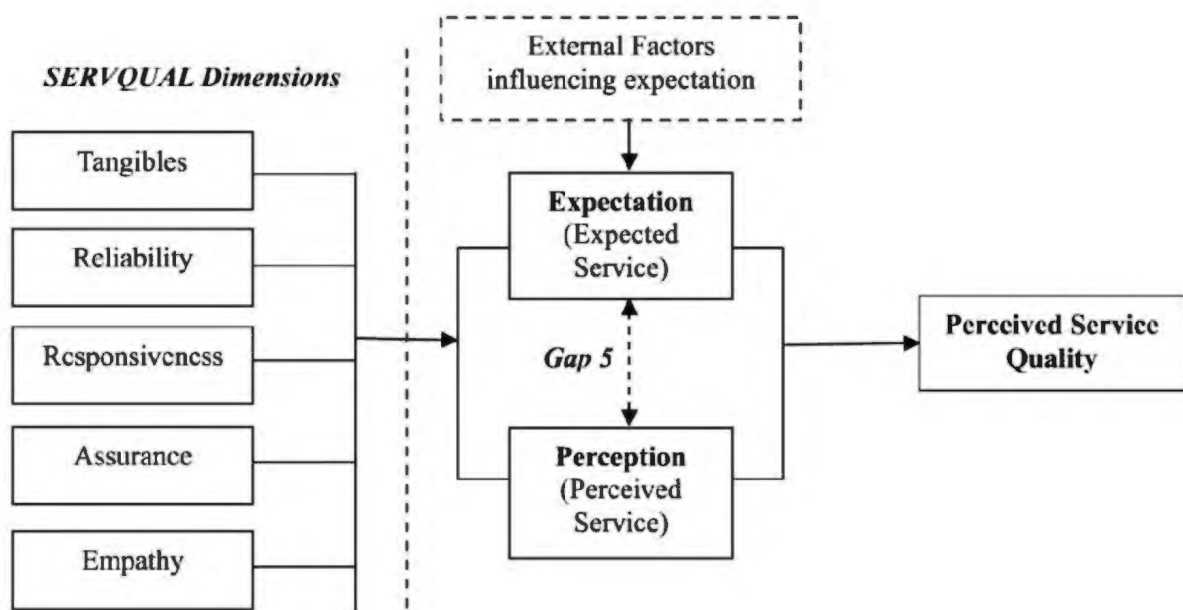 SERVQUAL Dimensions
Tangibles
Reliability
Responsiveness
Assurance
Empathy
External Factors
influencing expectation
Expectation
(Expected
Service)
Gap 5
Perception
(Perceived
Service)
Perceived Service
Quality